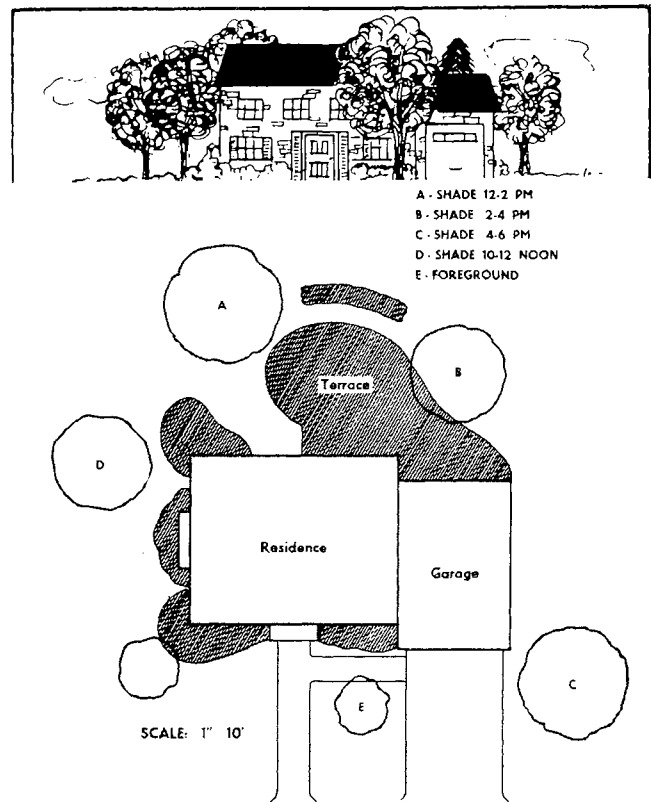 A - SHADE 12-2 PM
B - SHADE 2-4 PM
C - SHADE 4-6 PM
D - SHADE 10-12 NOON
E - FOREGROUND
A
Terrace
B
D
Residence
Garage
C
E
SCALE: 1" 10'